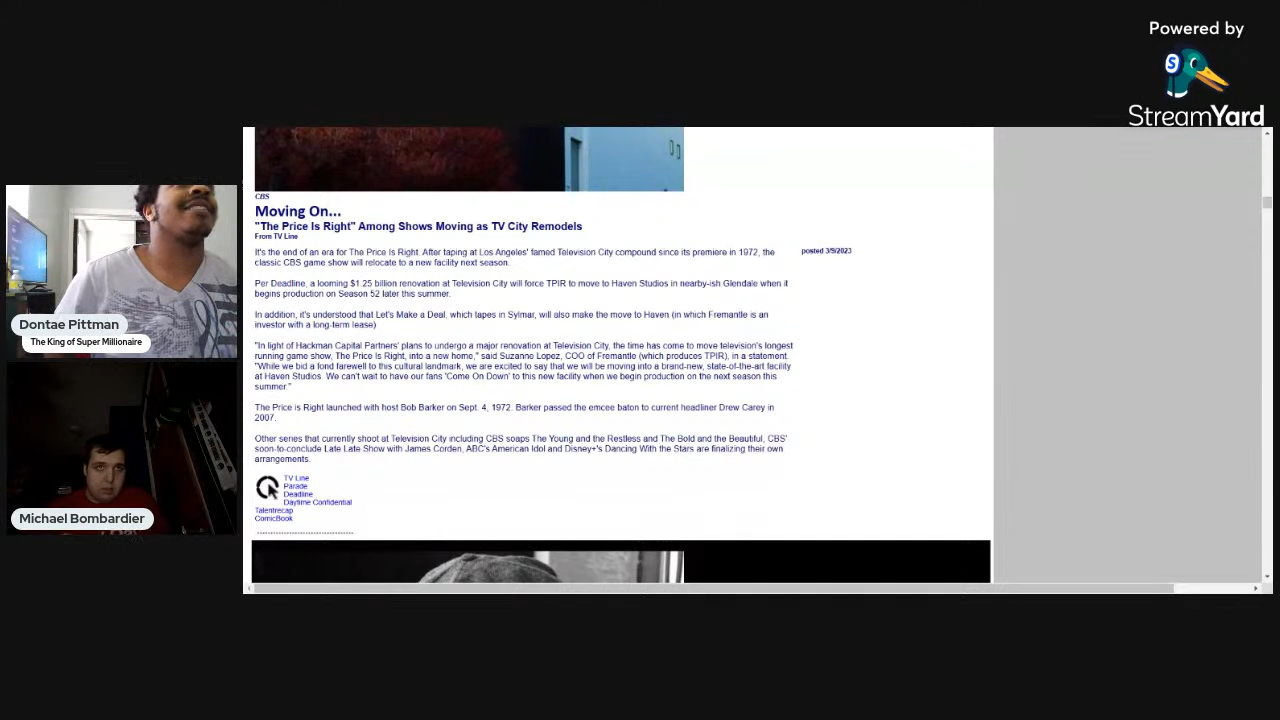 Powered by
S
StreamYard
CBS
Moving On...
"The Price Is Right" Among Shows Moving as TV City Remodels
From TV Line
It's the end of an era for The Price Is Right. After taping at Los Angeles' famed Television City compound since its premiere in 1972, the
classic CBS game show will relocate to a new facility next season.
posted 3/9/2023
Per Deadline, a looming $1.25 billion renovation at Television City will force TPIR to move to Haven Studios in nearby-ish Glendale when it
begins production on Season 52 later this summer.
In addition, it's understood that Let's Make a Deal, which tapes in Sylmar, will also make the move to Haven (in which Fremantle is an
investor with a long-term lease)
"In light of Hackman Capital Partners' plans to undergo a major renovation at Television City, the time has come to move television's longest
running game show, The Price Is Right, into a new home," said Suzanne Lopez, COO of Fremantle (which produces TPIR), in a statement.
"While we bid a fond farewell to this cultural landmark, we are excited to say that we will be moving into a brand-new, state-of-the-art facility
at Haven Studios. We can't wait to have our fans 'Come On Down' to this new facility when we begin production on the next season this
summer."
The Price is Right launched with host Bob Barker on Sept. 4, 1972. Barker passed the emcee baton to current headliner Drew Carey in
2007.
Other series that currently shoot at Television City including CBS soaps The Young and the Restless and The Bold and the Beautiful, CBS'
soon-to-conclude Late Late Show with James Corden, ABC's American Idol and Disney+'s Dancing With the Stars are finalizing their own
arrangements.
TV Line
Parade
Deadline
Daytime Confidential
Talentrecap
ComicBook
----------------------------------
Dontae Pittman
The King of Super Millionaire
Michael Bombardier